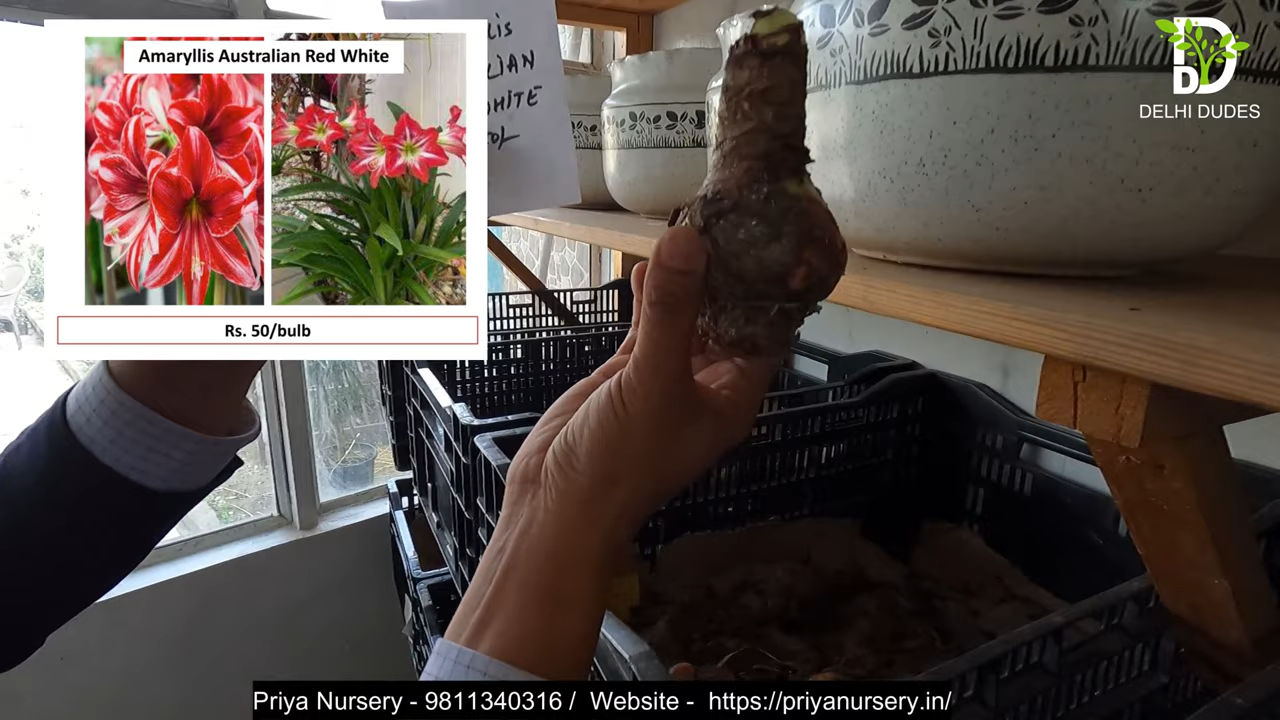 Amaryllis Australian Red White
Rs. 50/bulb
DELHI DUDES
Priya Nursery - 9811340316 / Website - https://priyanursery.in/